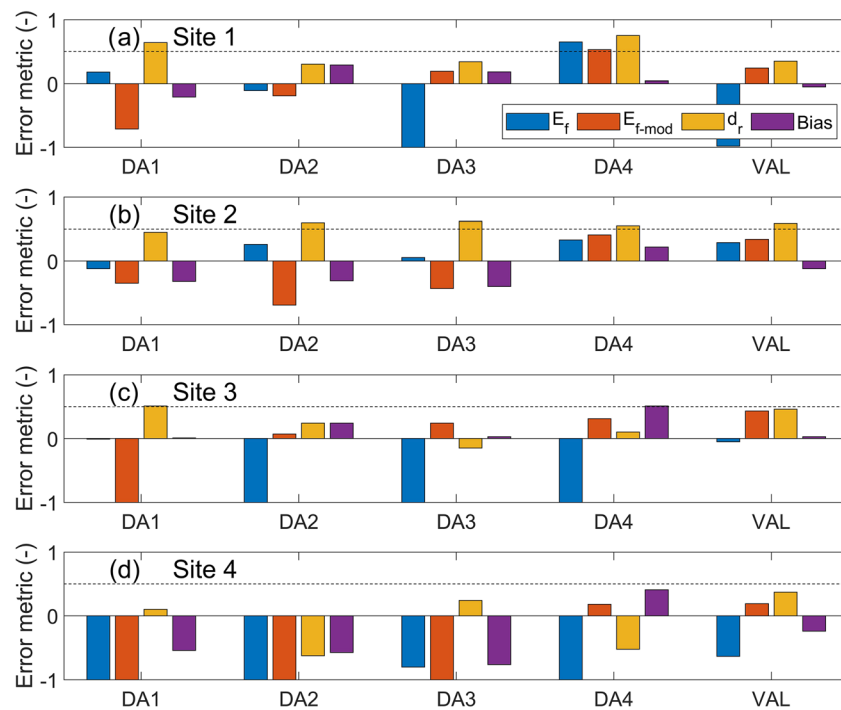 (a) Site 1
Error metric (-)
1
0
-1
E_f E_f-mod d_r Bias
DA1 DA2 DA3 DA4 VAL
(b) Site 2
Error metric (-)
1
0
-1
DA1 DA2 DA3 DA4 VAL
(c) Site 3
Error metric (-)
1
0
-1
DA1 DA2 DA3 DA4 VAL
(d) Site 4
Error metric (-)
1
0
-1
DA1 DA2 DA3 DA4 VAL